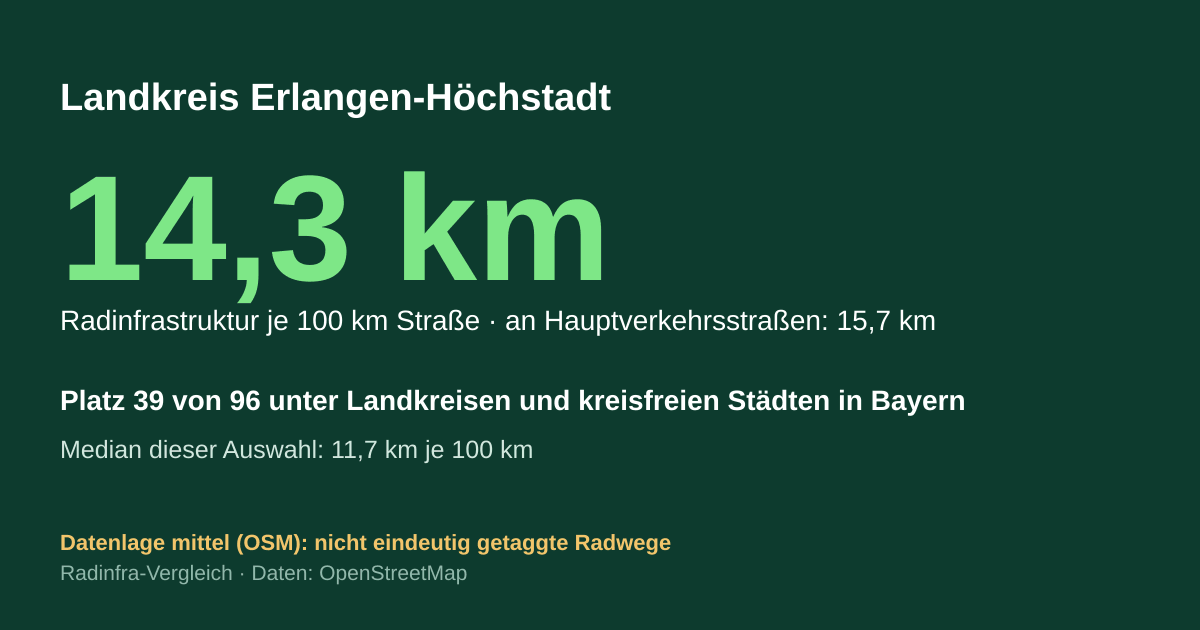 Landkreis Erlangen-Höchstadt
14,3 km
Radinfrastruktur je 100 km Straße · an Hauptverkehrsstraßen: 15,7 km
Platz 39 von 96 unter Landkreisen und kreisfreien Städten in Bayern
Median dieser Auswahl: 11,7 km je 100 km
Datenlage mittel (OSM): nicht eindeutig getaggte Radwege
Radinfra-Vergleich · Daten: OpenStreetMap